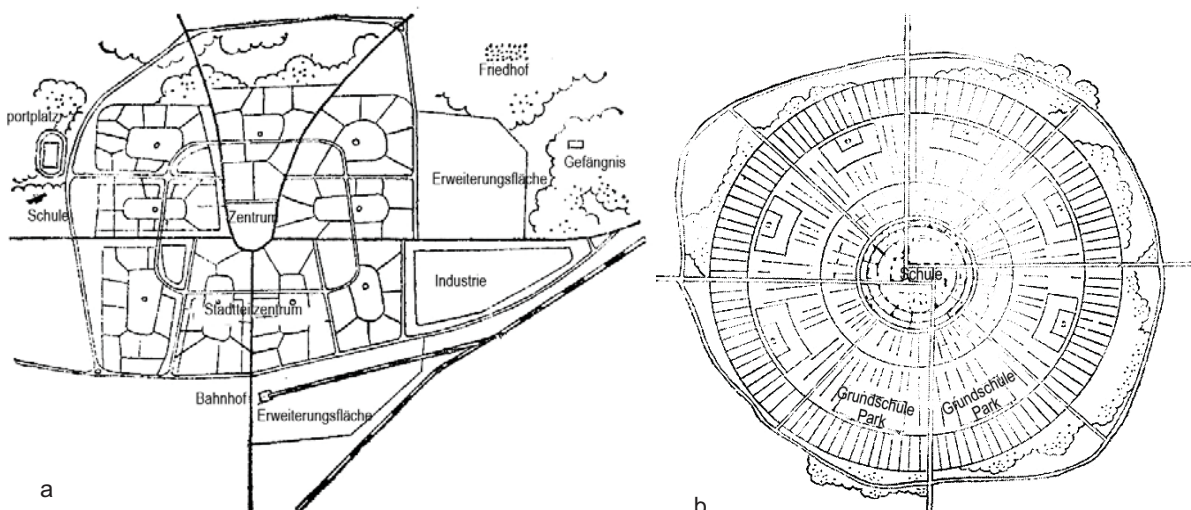 Friedhof
portplatz
Gefängnis
Erweiterungsfläche
Schule
Zentrum
Industrie
Stadtteilzentrum
Bahnhof
Erweiterungsfläche
a
Schule
Grundschule
Park
Grundschule
Park
b